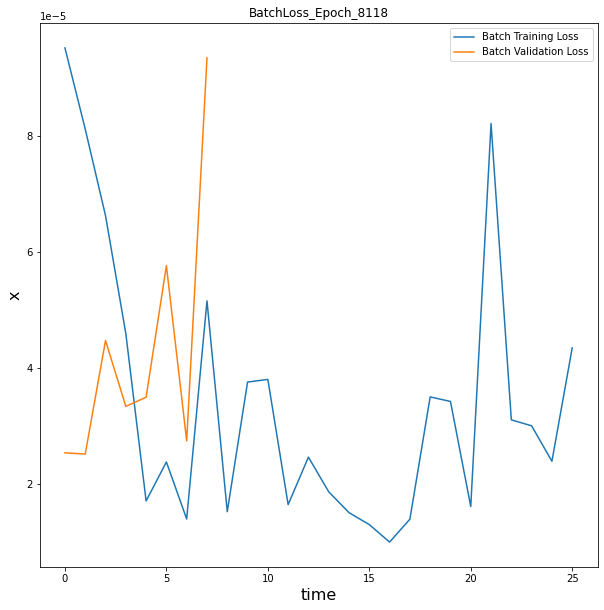 BatchLoss_Epoch_8118
1e−5
Batch Training Loss
Batch Validation Loss
8
6
4
2
x
0 5 10 15 20 25
time